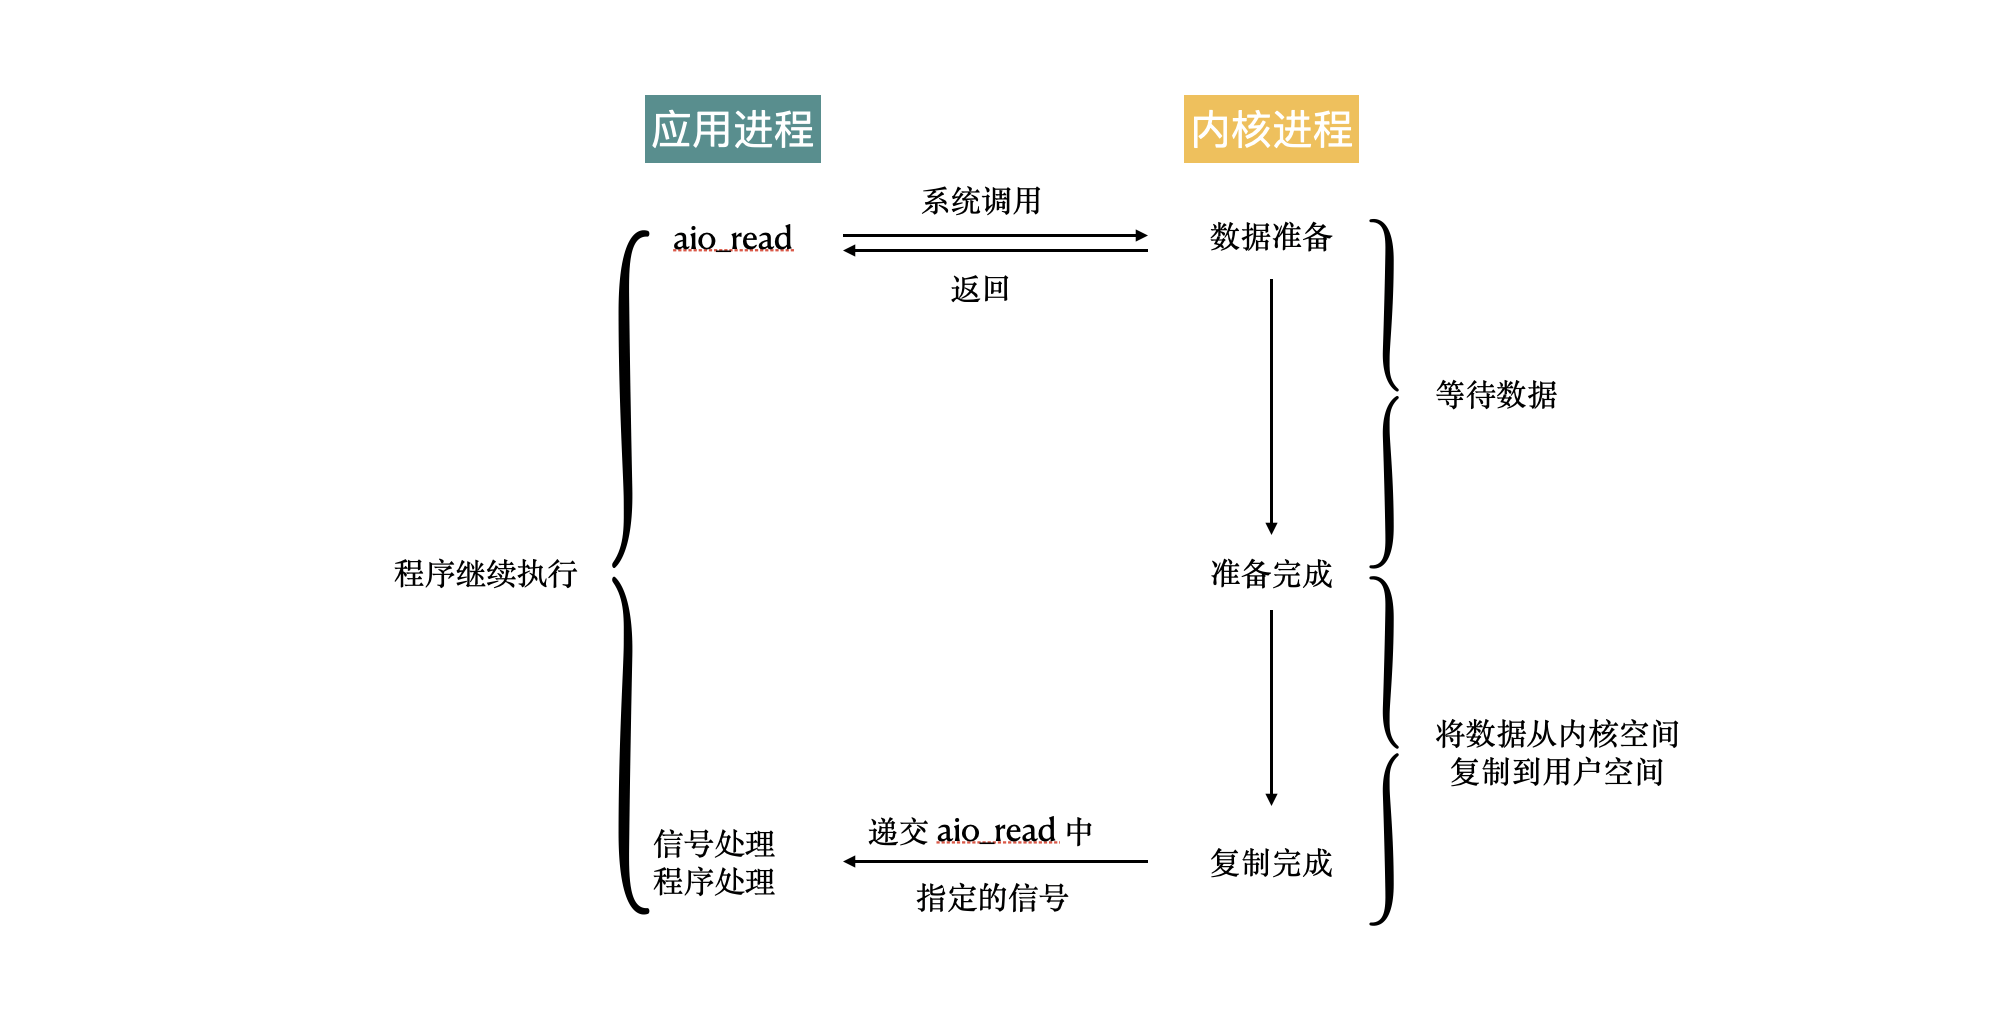 应用进程
内核进程
系统调用
aio_read
数据准备
返回
等待数据
程序继续执行
准备完成
将数据从内核空间
复制到用户空间
递交 aio_read 中
信号处理
程序处理
复制完成
指定的信号